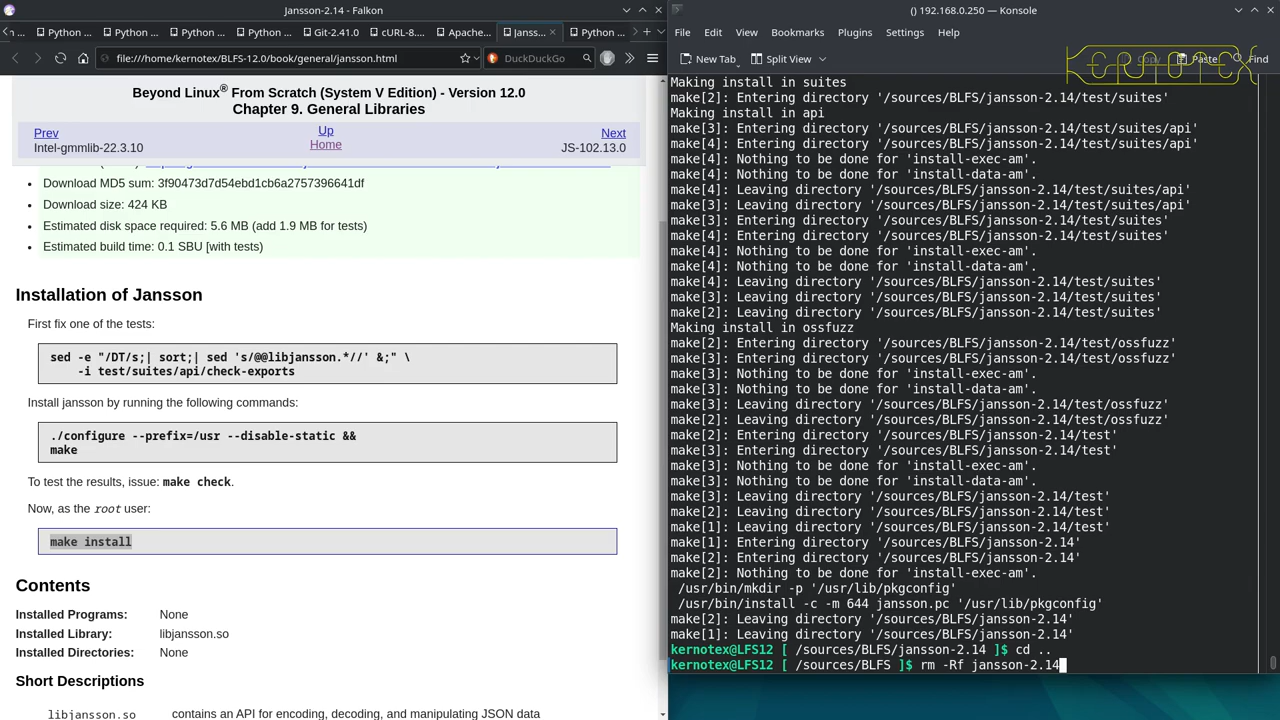 Jansson-2.14 - Falkon
n ...
Python ...
Python ...
Python ...
Python ...
Git-2.41.0
cURL-8....
Apache...
Janss...
Python ...
file:///home/kernotex/BLFS-12.0/book/general/jansson.html
DuckDuckGo
Beyond Linux® From Scratch (System V Edition) - Version 12.0
Chapter 9. General Libraries
Prev
Up
Next
Intel-gmmlib-22.3.10
Home
JS-102.13.0
Download MD5 sum: 3f90473d7d54ebd1cb6a2757396641df
Download size: 424 KB
Estimated disk space required: 5.6 MB (add 1.9 MB for tests)
Estimated build time: 0.1 SBU [with tests)
Installation of Jansson
First fix one of the tests:
sed -e "/DT/s;| sort;| sed 's/@@libjansson.*//' &;" \
-i test/suites/api/check-exports
Install jansson by running the following commands:
./configure --prefix=/usr --disable-static &&
make
To test the results, issue: make check.
Now, as the root user:
make install
Contents
Installed Programs: None
Installed Library: libjansson.so
Installed Directories: None
Short Descriptions
libjansson.so contains an API for encoding, decoding, and manipulating JSON data
() 192.168.0.250 — Konsole
File Edit View Bookmarks Plugins Settings Help
New Tab Split View Copy Paste Find
KERNOTEX
Making install in suites
make[2]: Entering directory '/sources/BLFS/jansson-2.14/test/suites'
Making install in api
make[3]: Entering directory '/sources/BLFS/jansson-2.14/test/suites/api'
make[4]: Entering directory '/sources/BLFS/jansson-2.14/test/suites/api'
make[4]: Nothing to be done for 'install-exec-am'.
make[4]: Nothing to be done for 'install-data-am'.
make[4]: Leaving directory '/sources/BLFS/jansson-2.14/test/suites/api'
make[3]: Leaving directory '/sources/BLFS/jansson-2.14/test/suites/api'
make[3]: Entering directory '/sources/BLFS/jansson-2.14/test/suites'
make[4]: Entering directory '/sources/BLFS/jansson-2.14/test/suites'
make[4]: Nothing to be done for 'install-exec-am'.
make[4]: Nothing to be done for 'install-data-am'.
make[4]: Leaving directory '/sources/BLFS/jansson-2.14/test/suites'
make[3]: Leaving directory '/sources/BLFS/jansson-2.14/test/suites'
make[2]: Leaving directory '/sources/BLFS/jansson-2.14/test/suites'
Making install in ossfuzz
make[2]: Entering directory '/sources/BLFS/jansson-2.14/test/ossfuzz'
make[3]: Entering directory '/sources/BLFS/jansson-2.14/test/ossfuzz'
make[3]: Nothing to be done for 'install-exec-am'.
make[3]: Nothing to be done for 'install-data-am'.
make[3]: Leaving directory '/sources/BLFS/jansson-2.14/test/ossfuzz'
make[2]: Leaving directory '/sources/BLFS/jansson-2.14/test/ossfuzz'
make[2]: Entering directory '/sources/BLFS/jansson-2.14/test'
make[3]: Entering directory '/sources/BLFS/jansson-2.14/test'
make[3]: Nothing to be done for 'install-exec-am'.
make[3]: Nothing to be done for 'install-data-am'.
make[3]: Leaving directory '/sources/BLFS/jansson-2.14/test'
make[2]: Leaving directory '/sources/BLFS/jansson-2.14/test'
make[1]: Leaving directory '/sources/BLFS/jansson-2.14/test'
make[1]: Entering directory '/sources/BLFS/jansson-2.14'
make[2]: Entering directory '/sources/BLFS/jansson-2.14'
make[2]: Nothing to be done for 'install-exec-am'.
/usr/bin/mkdir -p '/usr/lib/pkgconfig'
/usr/bin/install -c -m 644 jansson.pc '/usr/lib/pkgconfig'
make[2]: Leaving directory '/sources/BLFS/jansson-2.14'
make[1]: Leaving directory '/sources/BLFS/jansson-2.14'
kernotex@LFS12 [ /sources/BLFS/jansson-2.14 ]$ cd ..
kernotex@LFS12 [ /sources/BLFS ]$ rm -Rf jansson-2.14